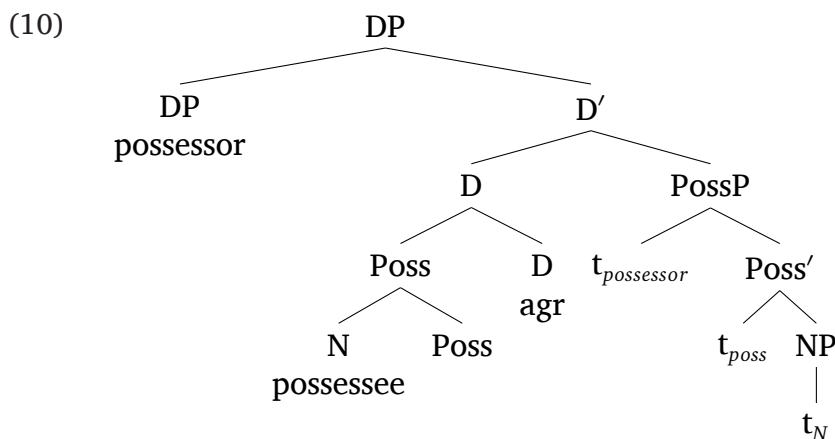 (10) DP
DP D′
possessor
D PossP
Poss D t_possessor Poss′
agr
N Poss t_poss NP
possessee
t_N